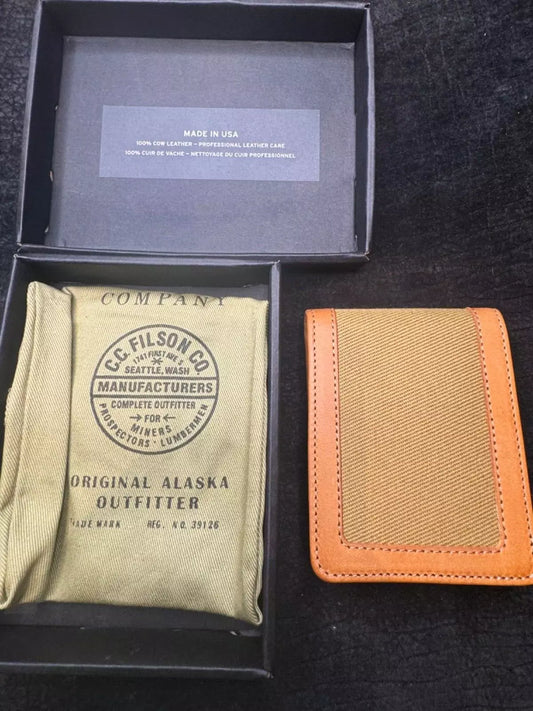 MADE IN USA
100% COW LEATHER – PROFESSIONAL LEATHER CARE
100% CUIR DE VACHE – NETTOYAGE DU CUIR PROFESSIONNEL
COMPANY
C.C. FILSON CO.
1741 FIRST AVE S
SEATTLE, WASH
MANUFACTURERS
COMPLETE OUTFITTER
FOR
MINERS
PROSPECTORS · LUMBERMEN
ORIGINAL ALASKA
OUTFITTER
TRADE MARK REG. NO. 39126